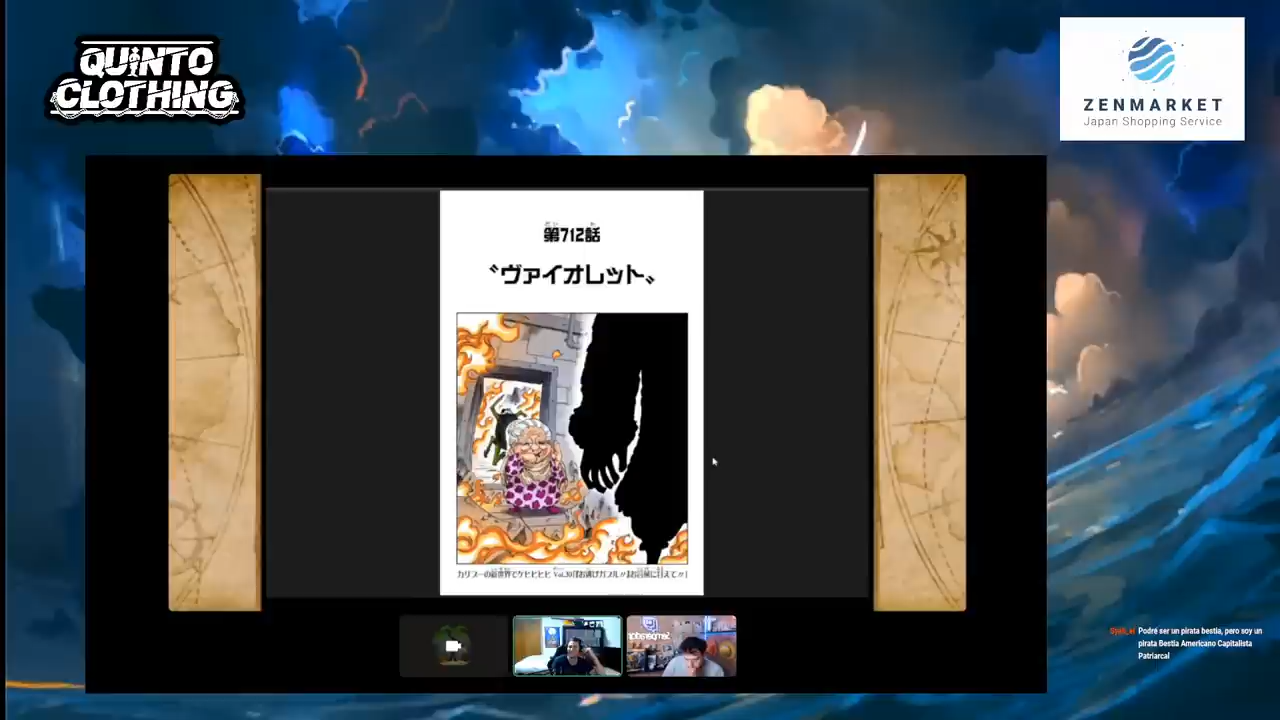 QUINTO
CLOTHING
ZENMARKET
Japan Shopping Service
第712話
〝ヴァイオレット〟
Podré ser un pirata bestia, pero soy un
pirata Bestia Americano Capitalista
Patriarcal